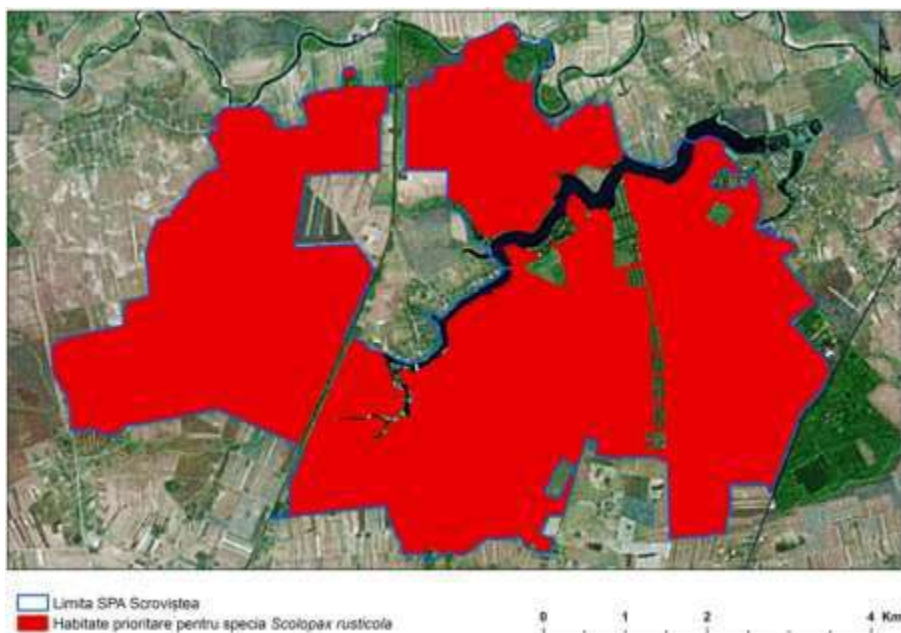 N
Limita SPA Scroviștea
Habitate prioritare pentru specia Scolopax rusticola
0 1 2 4 Km